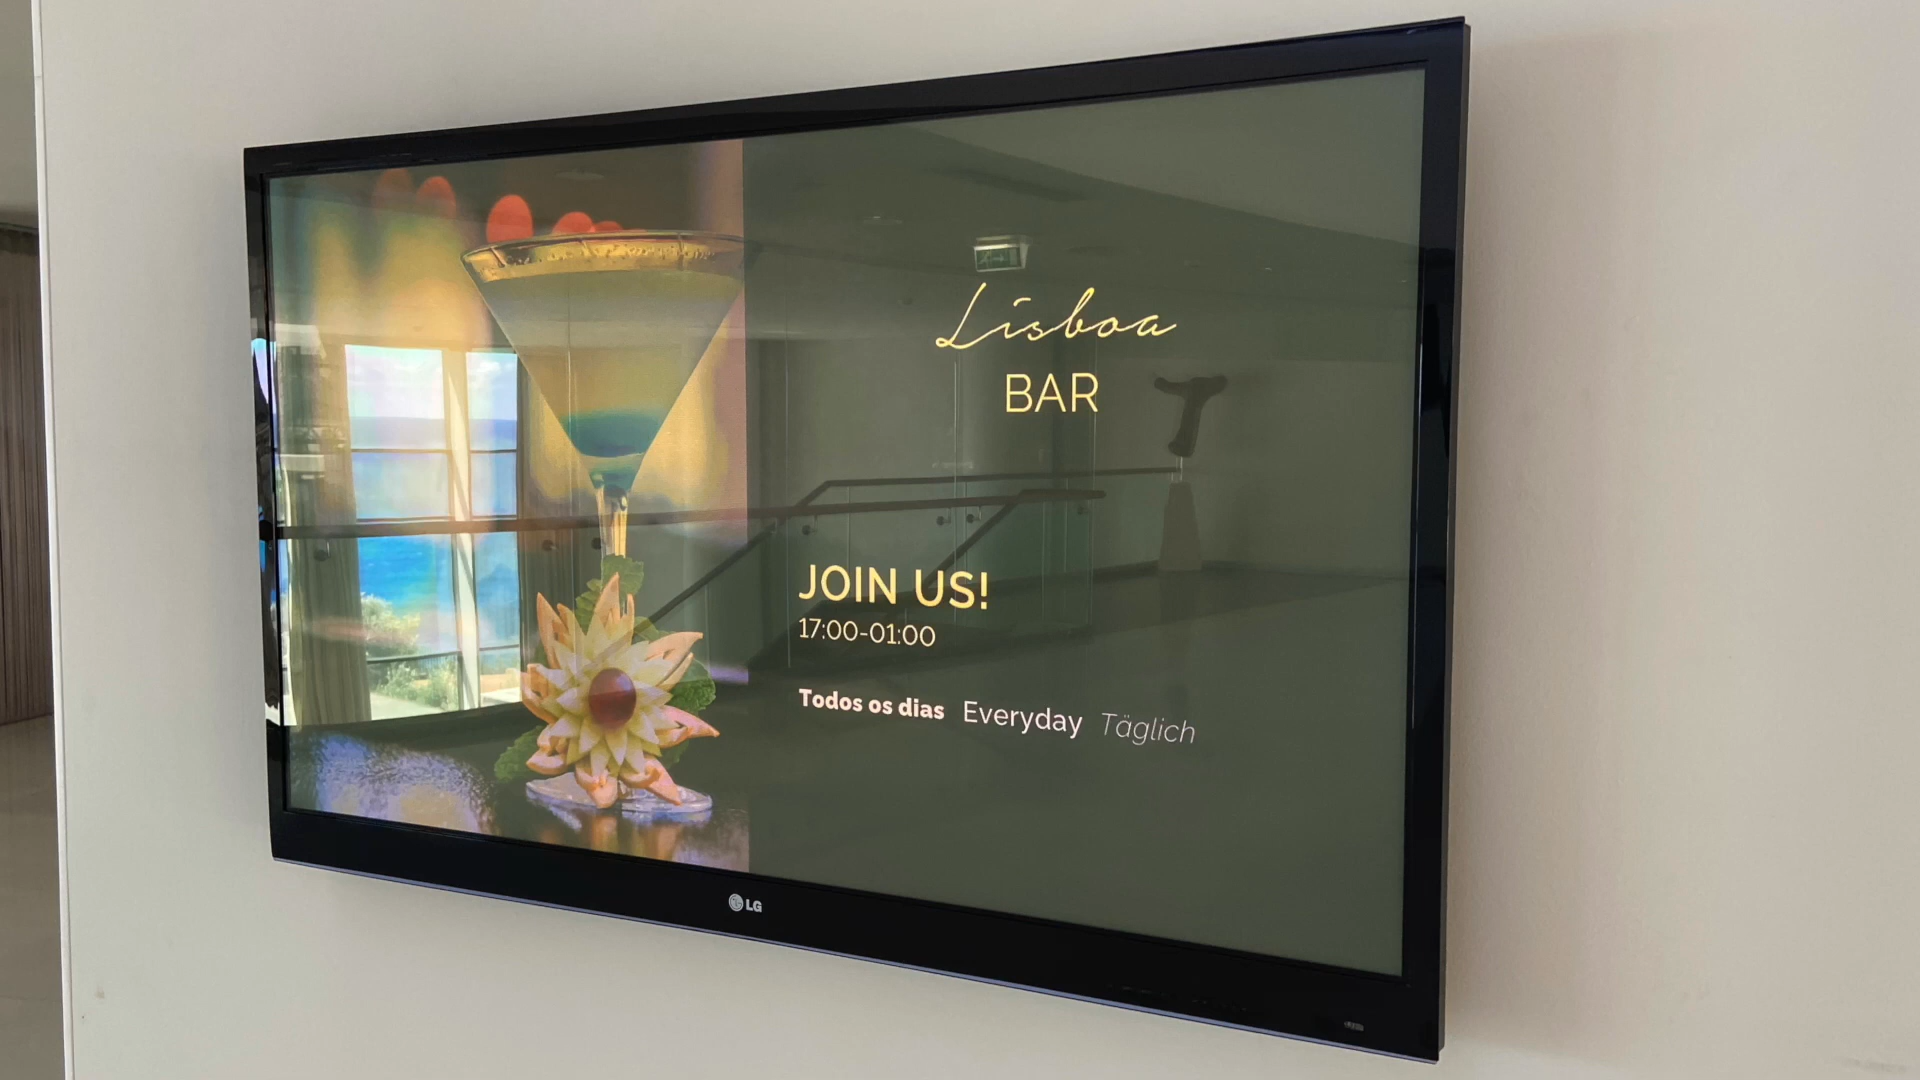 Lisboa
BAR
JOIN US!
17:00-01:00
Todos os dias Everyday Täglich
LG